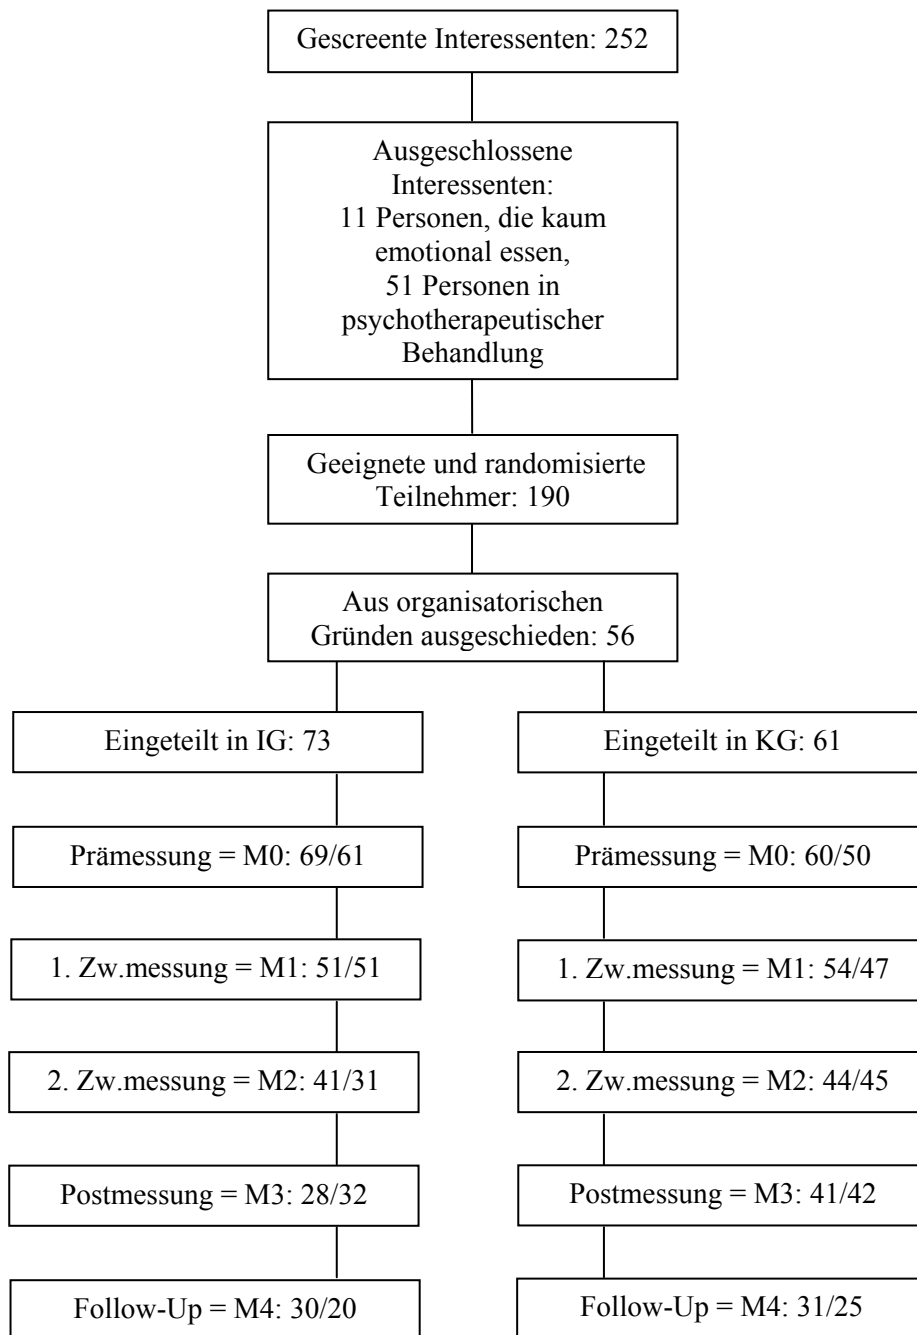 Gescreente Interessenten: 252
Ausgeschlossene
Interessenten:
11 Personen, die kaum
emotional essen,
51 Personen in
psychotherapeutischer
Behandlung
Geeignete und randomisierte
Teilnehmer: 190
Aus organisatorischen
Gründen ausgeschieden: 56
Eingeteilt in IG: 73
Eingeteilt in KG: 61
Prämessung = M0: 69/61
Prämessung = M0: 60/50
1. Zw.messung = M1: 51/51
1. Zw.messung = M1: 54/47
2. Zw.messung = M2: 41/31
2. Zw.messung = M2: 44/45
Postmessung = M3: 28/32
Postmessung = M3: 41/42
Follow-Up = M4: 30/20
Follow-Up = M4: 31/25